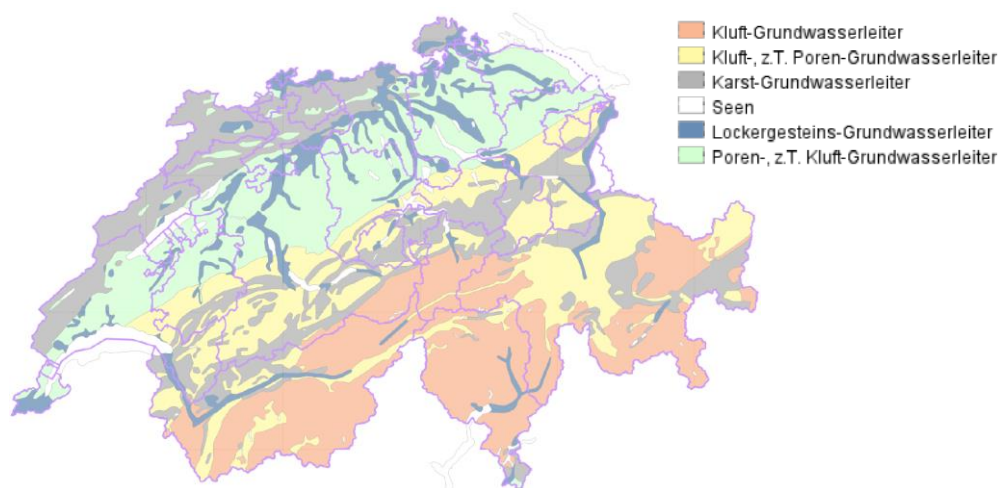 Kluft-Grundwasserleiter
Kluft-, z.T. Poren-Grundwasserleiter
Karst-Grundwasserleiter
Seen
Lockergesteins-Grundwasserleiter
Poren-, z.T. Kluft-Grundwasserleiter